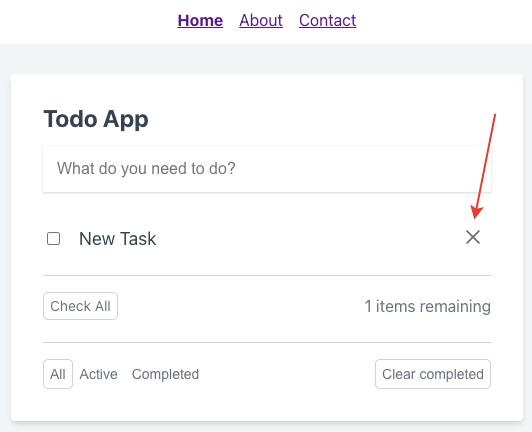 Home About Contact
Todo App
What do you need to do?
New Task
Check All 1 items remaining
All Active Completed Clear completed